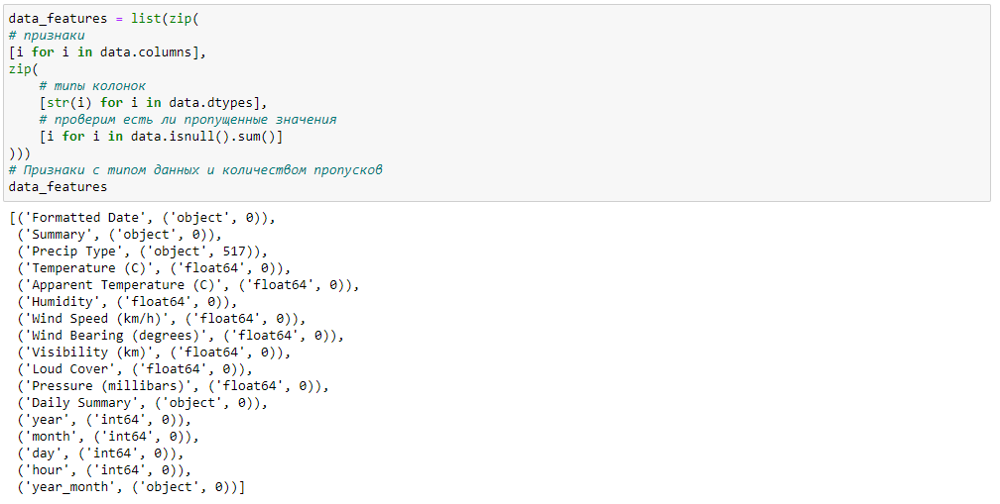 data_features = list(zip(
# признаки
[i for i in data.columns],
zip(
    # типы колонок
    [str(i) for i in data.dtypes],
    # проверим есть ли пропущенные значения
    [i for i in data.isnull().sum()]
)))
# Признаки с типом данных и количеством пропусков
data_features
[('Formatted Date', ('object', 0)),
 ('Summary', ('object', 0)),
 ('Precip Type', ('object', 517)),
 ('Temperature (C)', ('float64', 0)),
 ('Apparent Temperature (C)', ('float64', 0)),
 ('Humidity', ('float64', 0)),
 ('Wind Speed (km/h)', ('float64', 0)),
 ('Wind Bearing (degrees)', ('float64', 0)),
 ('Visibility (km)', ('float64', 0)),
 ('Loud Cover', ('float64', 0)),
 ('Pressure (millibars)', ('float64', 0)),
 ('Daily Summary', ('object', 0)),
 ('year', ('int64', 0)),
 ('month', ('int64', 0)),
 ('day', ('int64', 0)),
 ('hour', ('int64', 0)),
 ('year_month', ('object', 0))]